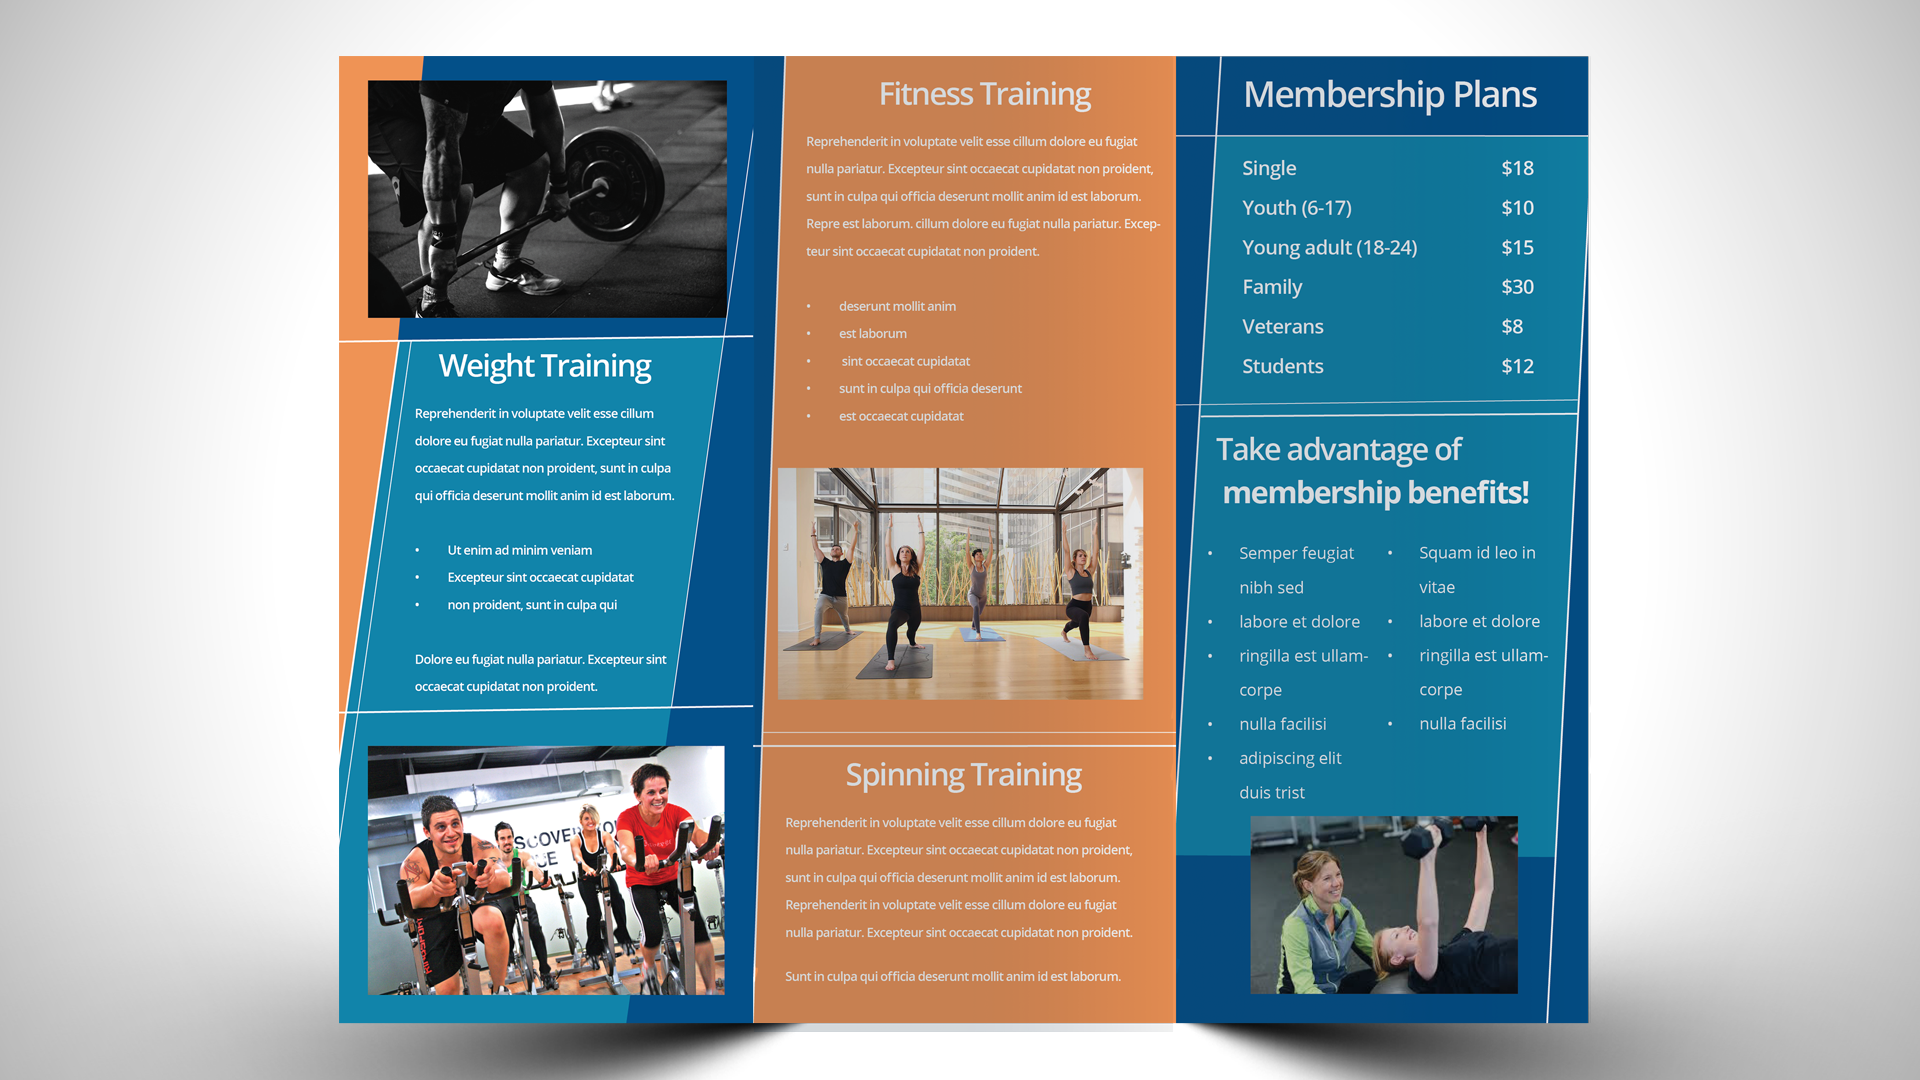 Weight Training
Reprehenderit in voluptate velit esse cillum
dolore eu fugiat nulla pariatur. Excepteur sint
occaecat cupidatat non proident, sunt in culpa
qui officia deserunt mollit anim id est laborum.
• Ut enim ad minim veniam
• Excepteur sint occaecat cupidatat
• non proident, sunt in culpa qui
Dolore eu fugiat nulla pariatur. Excepteur sint
occaecat cupidatat non proident.
Fitness Training
Reprehenderit in voluptate velit esse cillum dolore eu fugiat
nulla pariatur. Excepteur sint occaecat cupidatat non proident,
sunt in culpa qui officia deserunt mollit anim id est laborum.
Repre est laborum. cillum dolore eu fugiat nulla pariatur. Excep-
teur sint occaecat cupidatat non proident.
• deserunt mollit anim
• est laborum
• sint occaecat cupidatat
• sunt in culpa qui officia deserunt
• est occaecat cupidatat
Spinning Training
Reprehenderit in voluptate velit esse cillum dolore eu fugiat
nulla pariatur. Excepteur sint occaecat cupidatat non proident,
sunt in culpa qui officia deserunt mollit anim id est laborum.
Reprehenderit in voluptate velit esse cillum dolore eu fugiat
nulla pariatur. Excepteur sint occaecat cupidatat non proident.
Sunt in culpa qui officia deserunt mollit anim id est laborum.
Membership Plans
Single $18
Youth (6-17) $10
Young adult (18-24) $15
Family $30
Veterans $8
Students $12
Take advantage of
membership benefits!
• Semper feugiat
nibh sed
• labore et dolore
• ringilla est ullam-
corpe
• nulla facilisi
• adipiscing elit
duis trist
• Squam id leo in
vitae
• labore et dolore
• ringilla est ullam-
corpe
• nulla facilisi